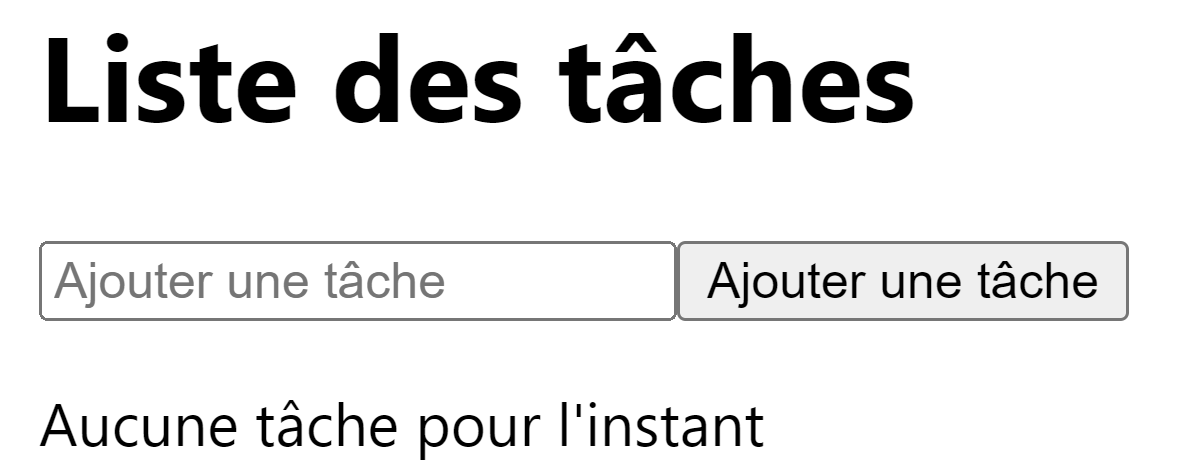 Liste des tâches
Ajouter une tâche Ajouter une tâche
Aucune tâche pour l'instant